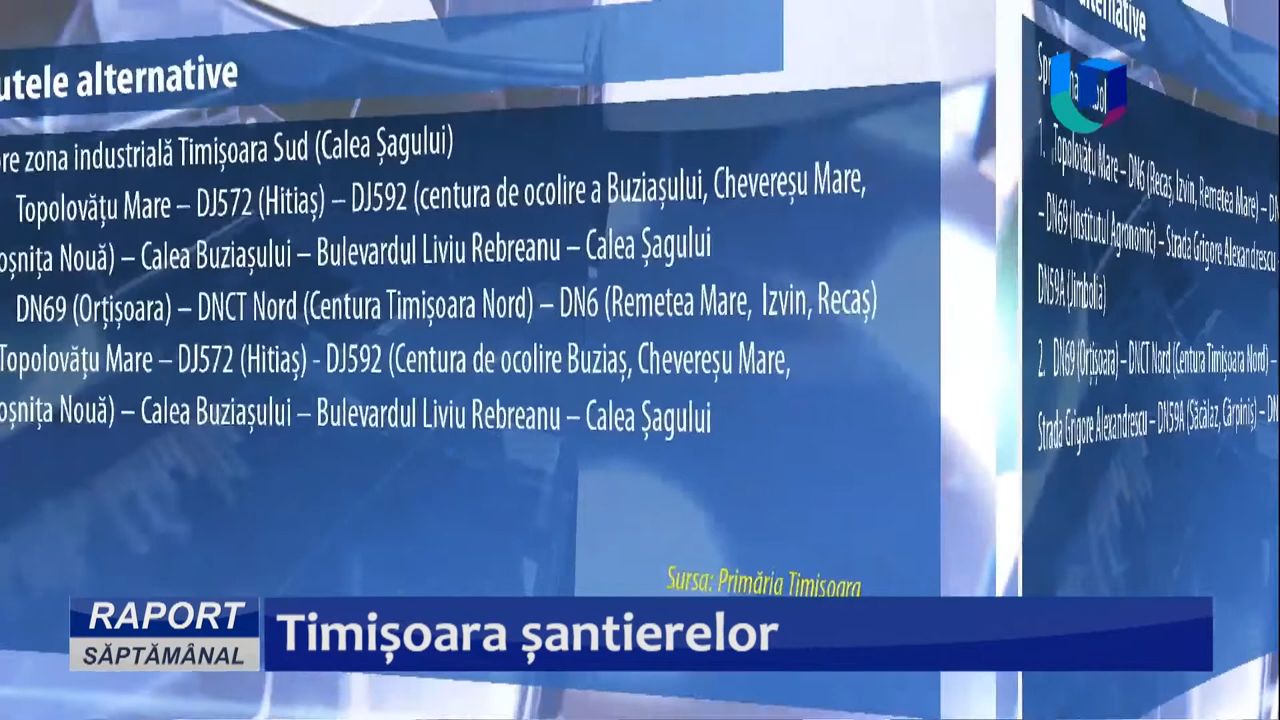 utele alternative
re zona industrială Timișoara Sud (Calea Șagului)
Topolovățu Mare – DJ572 (Hitiaș) – DJ592 (centura de ocolire a Buziașului, Chevereșu Mare,
oșnița Nouă) – Calea Buziașului – Bulevardul Liviu Rebreanu – Calea Șagului
DN69 (Orțișoara) – DNCT Nord (Centura Timișoara Nord) – DN6 (Remetea Mare, Izvin, Recaș)
Topolovățu Mare – DJ572 (Hitiaș) - DJ592 (Centura de ocolire Buziaș, Chevereșu Mare,
oșnița Nouă) – Calea Buziașului – Bulevardul Liviu Rebreanu – Calea Șagului
Sursa: Primăria Timișoara
alternative
1. Topolovățu Mare – DN6 (Recaș, Izvin, Remetea Mare) –
– DN69 (Institutul Agronomic) – Strada Grigore Alexandrescu
DN59A (Jimbolia)
2. DN69 (Orțișoara) – DNCT Nord (Centura Timișoara Nord) –
Strada Grigore Alexandrescu – DN59A (Săcălaz, Cărpiniș) –
RAPORT
SĂPTĂMÂNAL
Timișoara șantierelor